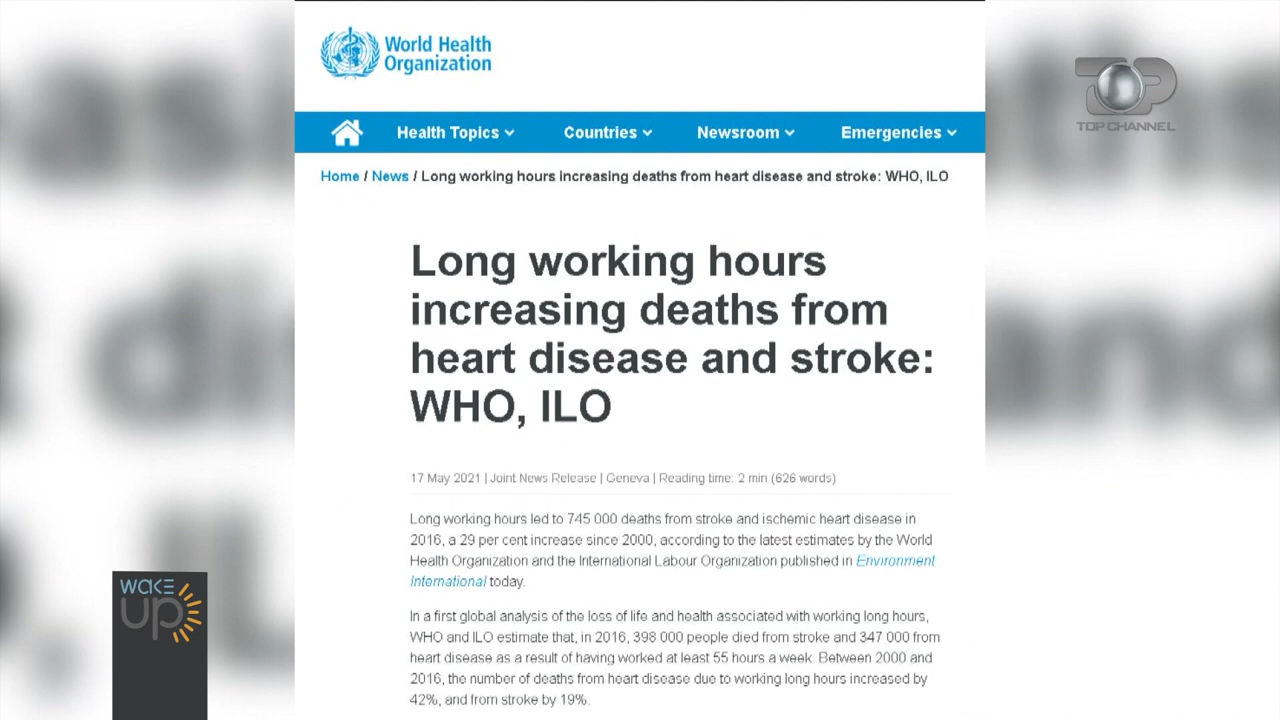 World Health
Organization
TOP CHANNEL
Health Topics
Countries
Newsroom
Emergencies
Home / News / Long working hours increasing deaths from heart disease and stroke: WHO, ILO
Long working hours
increasing deaths from
heart disease and stroke:
WHO, ILO
17 May 2021 | Joint News Release | Geneva | Reading time: 2 min (626 words)
Long working hours led to 745 000 deaths from stroke and ischemic heart disease in
2016, a 29 per cent increase since 2000, according to the latest estimates by the World
Health Organization and the International Labour Organization published in Environment
International today.
In a first global analysis of the loss of life and health associated with working long hours,
WHO and ILO estimate that, in 2016, 398 000 people died from stroke and 347 000 from
heart disease as a result of having worked at least 55 hours a week. Between 2000 and
2016, the number of deaths from heart disease due to working long hours increased by
42%, and from stroke by 19%.
wake
up